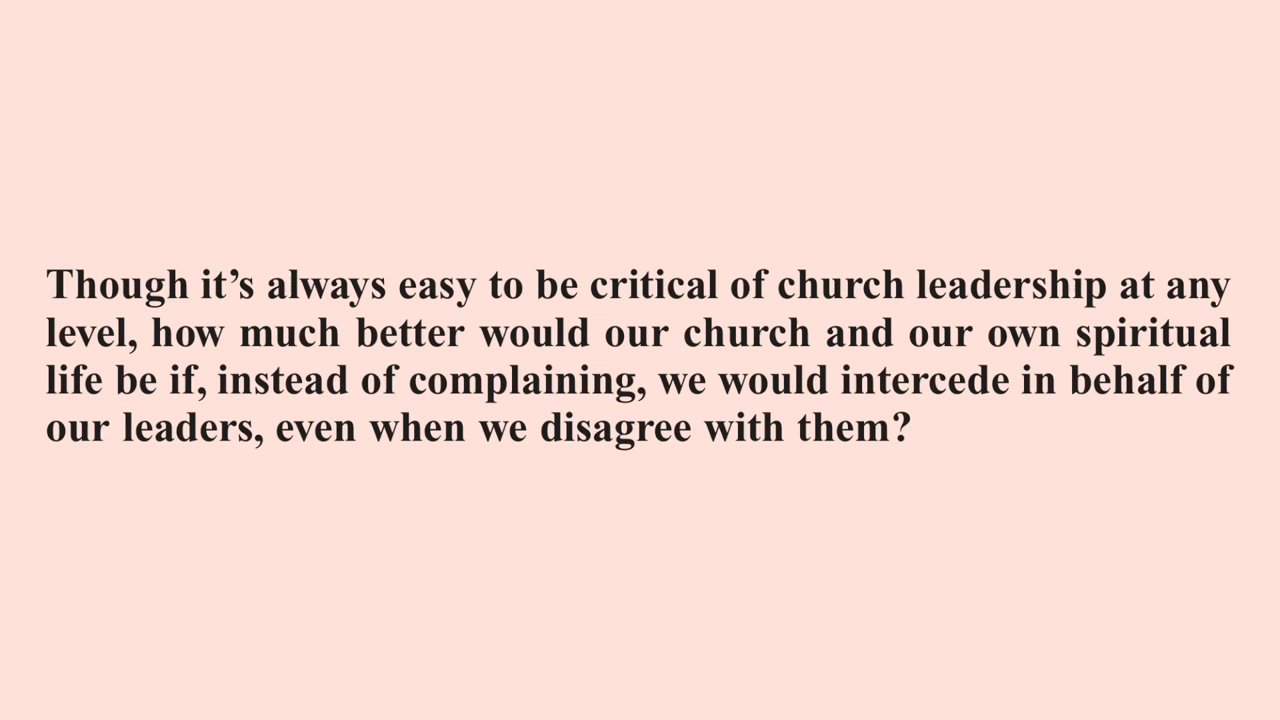 Though it’s always easy to be critical of church leadership at any
level, how much better would our church and our own spiritual
life be if, instead of complaining, we would intercede in behalf of
our leaders, even when we disagree with them?